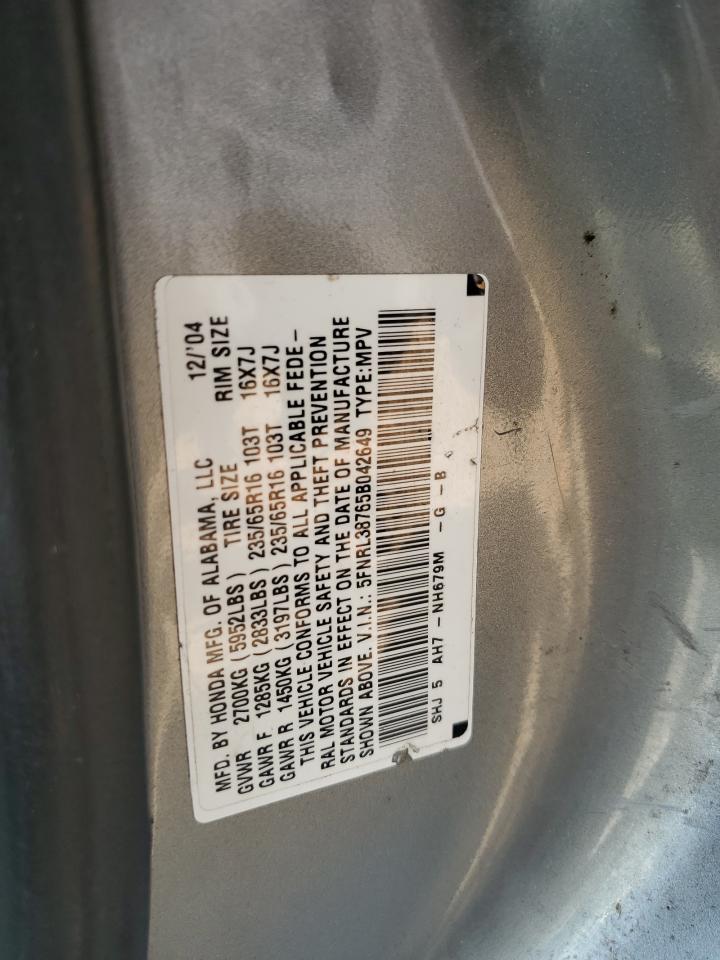 MFD. BY HONDA MFG. OF ALABAMA, LLC 12/'04
GVWR 2700KG (5952LBS) TIRE SIZE RIM SIZE
GAWR F 1285KG (2833LBS) 235/65R16 103T 16X7J
GAWR R 1450KG (3197LBS) 235/65R16 103T 16X7J
THIS VEHICLE CONFORMS TO ALL APPLICABLE FEDE-
RAL MOTOR VEHICLE SAFETY AND THEFT PREVENTION
STANDARDS IN EFFECT ON THE DATE OF MANUFACTURE
SHOWN ABOVE. V.I.N.: 5FNRL38765B042649 TYPE:MPV
SHJ 5 AH7 -NH679M -G -B